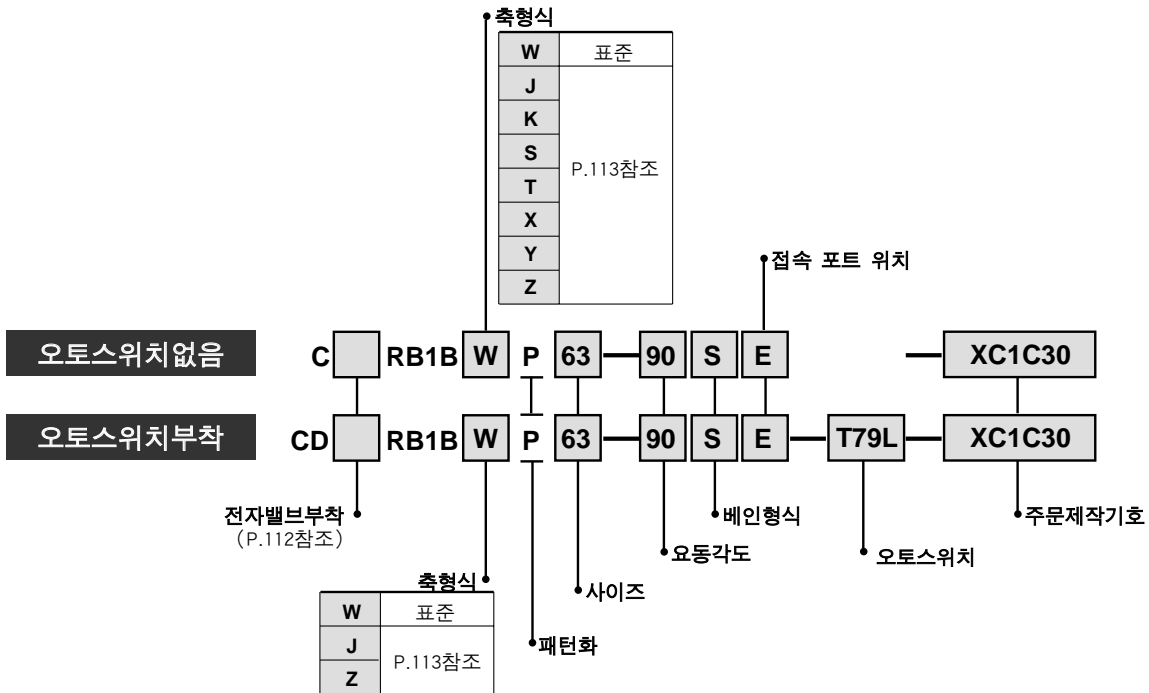 축형식
W 표준
J
K
S
T
X
Y
Z
P.113참조
접속 포트 위치
오토스위치없음 C RB1B W P 63 90 S E XC1C30
오토스위치부착 CD RB1B W P 63 90 S E T79L XC1C30
전자밸브부착
(P.112참조)
베인형식
주문제작기호
요동각도
오토스위치
축형식
사이즈
W 표준
J
Z
P.113참조
패턴화